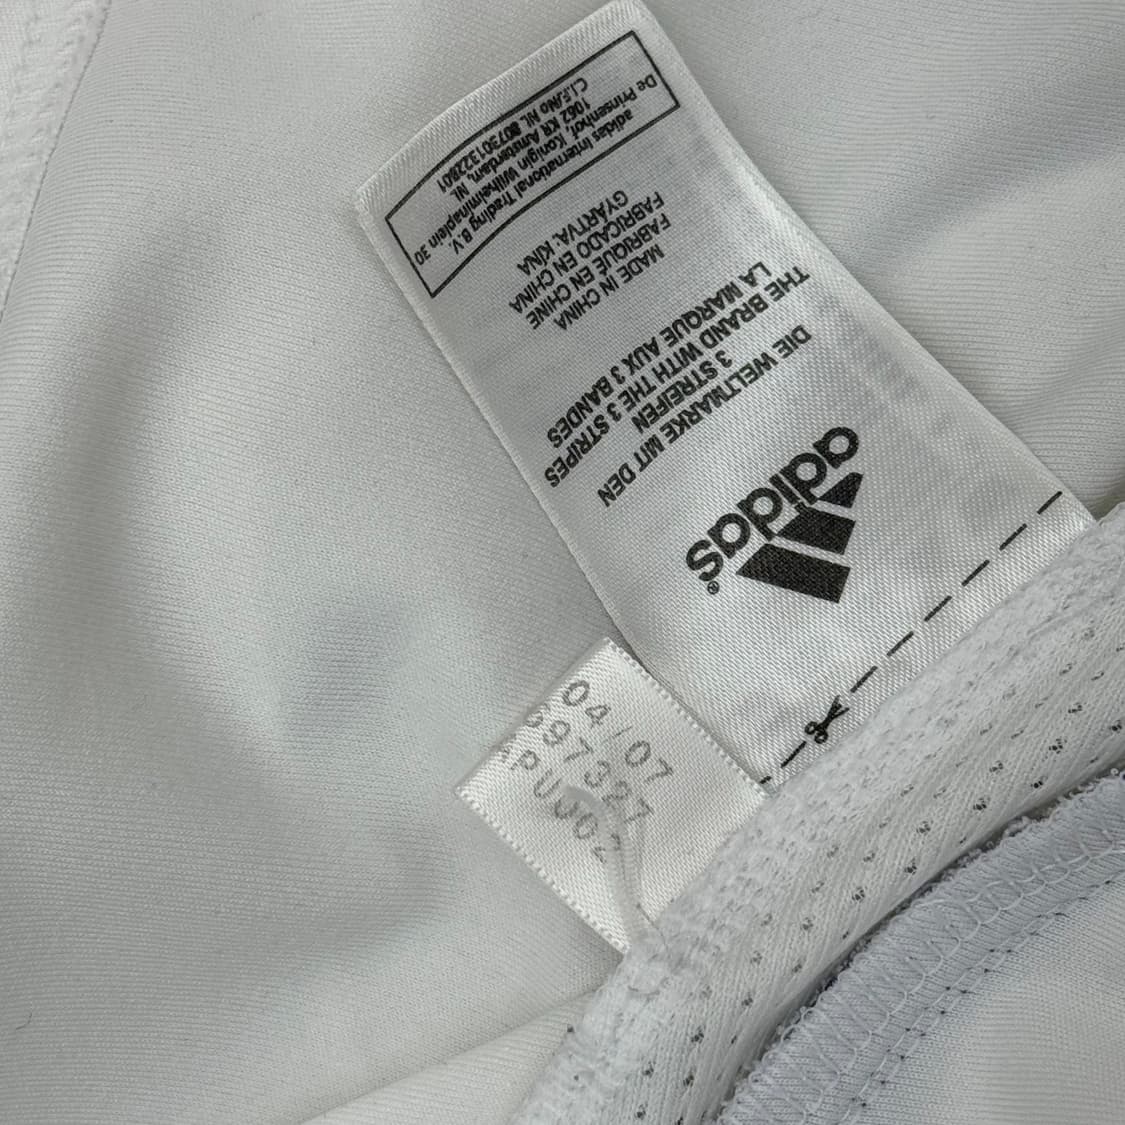 adidas®
DIE WELTMARKE MIT DEN
3 STREIFEN
THE BRAND WITH THE 3 STRIPES
LA MARQUE AUX 3 BANDES
MADE IN CHINA
FABRIQUÉ EN CHINE
FABRICADO EN CHINA
GYÁRTVA: KÍNA
adidas International Trading B.V.
De Prinsenhof, Konigin Wilhelminaplein 30
1062 KR Amsterdam, NL
C.I.F./No NL 807301322B01
04/07
697327